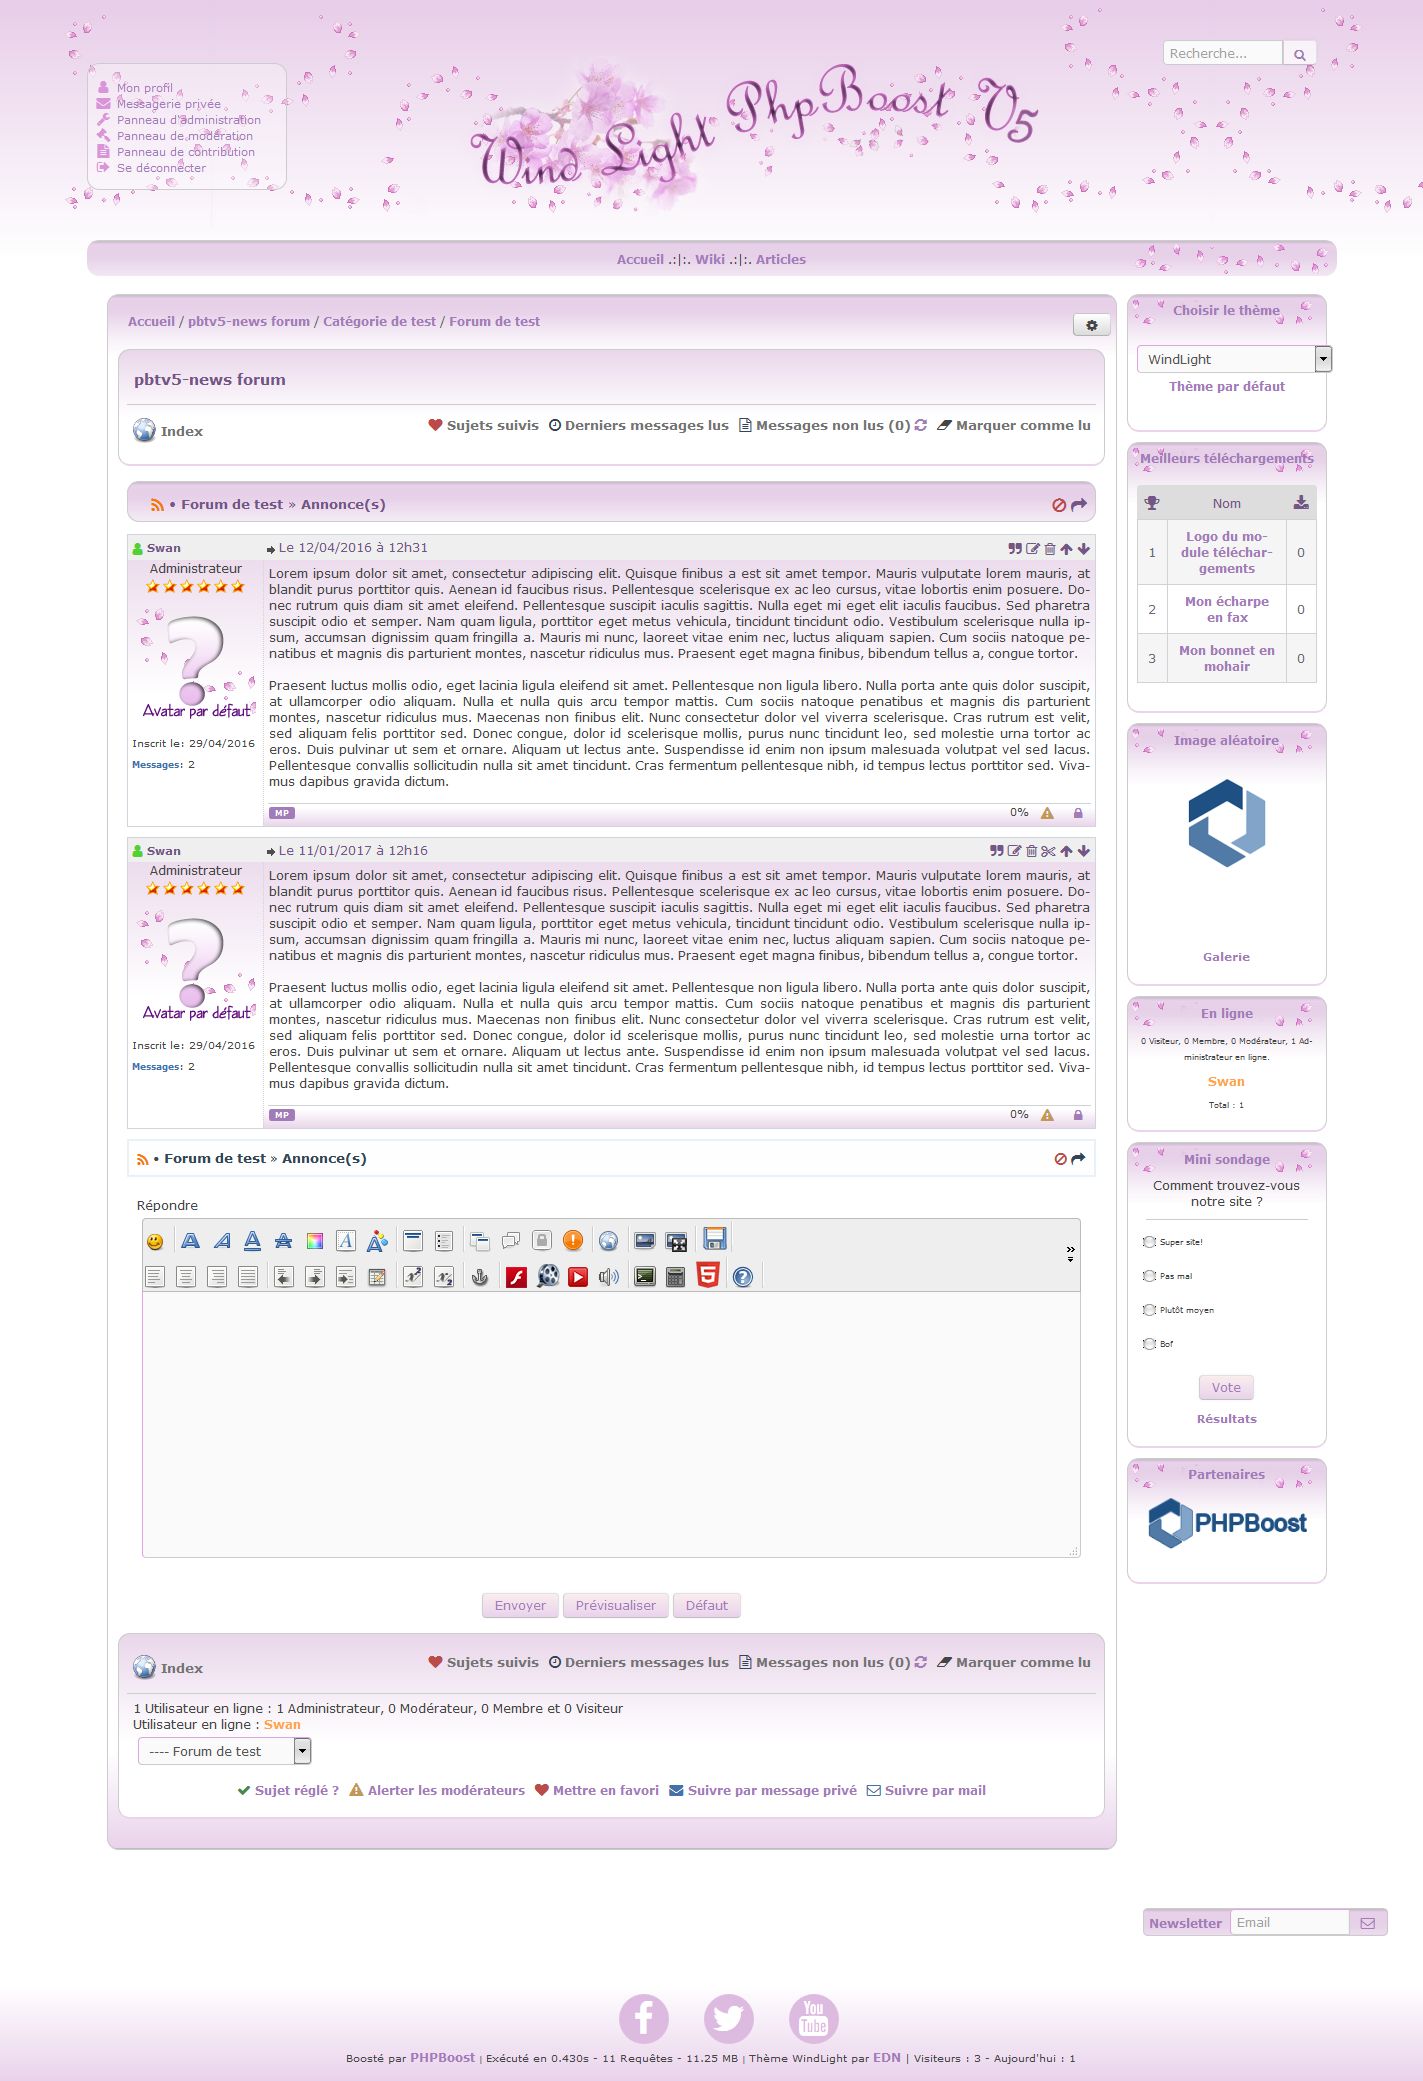 Recherche...
Mon profil
Messagerie privée
Panneau d'administration
Panneau de modération
Panneau de contribution
Se déconnecter
Wind Light PhpBoost V5
Accueil .:|:. Wiki .:|:. Articles
Accueil / pbtv5-news forum / Catégorie de test / Forum de test
pbtv5-news forum
Index
Sujets suivis Derniers messages lus Messages non lus (0) Marquer comme lu
• Forum de test » Annonce(s)
Swan
Le 12/04/2016 à 12h31
Administrateur
Avatar par défaut
Inscrit le: 29/04/2016
Messages: 2
Lorem ipsum dolor sit amet, consectetur adipiscing elit. Quisque finibus a est sit amet tempor. Mauris vulputate lorem mauris, at
blandit purus porttitor quis. Aenean id faucibus risus. Pellentesque scelerisque ex ac leo cursus, vitae lobortis enim posuere. Do-
nec rutrum quis diam sit amet eleifend. Pellentesque suscipit iaculis sagittis. Nulla eget mi eget elit iaculis faucibus. Sed pharetra
suscipit odio et semper. Nam quam ligula, porttitor eget metus vehicula, tincidunt tincidunt odio. Vestibulum scelerisque nulla ip-
sum, accumsan dignissim quam fringilla a. Mauris mi nunc, laoreet vitae enim nec, luctus aliquam sapien. Cum sociis natoque pe-
natibus et magnis dis parturient montes, nascetur ridiculus mus. Praesent eget magna finibus, bibendum tellus a, congue tortor.
Praesent luctus mollis odio, eget lacinia ligula eleifend sit amet. Pellentesque non ligula libero. Nulla porta ante quis dolor suscipit,
at ullamcorper odio aliquam. Nulla et nulla quis arcu tempor mattis. Cum sociis natoque penatibus et magnis dis parturient
montes, nascetur ridiculus mus. Maecenas non finibus elit. Nunc consectetur dolor vel viverra scelerisque. Cras rutrum est velit,
sed aliquam felis porttitor sed. Donec congue, dolor id scelerisque mollis, purus nunc tincidunt leo, sed molestie urna tortor ac
eros. Duis pulvinar ut sem et ornare. Aliquam ut lectus ante. Suspendisse id enim non ipsum malesuada volutpat vel sed lacus.
Pellentesque convallis sollicitudin nulla sit amet tincidunt. Cras fermentum pellentesque nibh, id tempus lectus porttitor sed. Viva-
mus dapibus gravida dictum.
MP
0%
Swan
Le 11/01/2017 à 12h16
Administrateur
Avatar par défaut
Inscrit le: 29/04/2016
Messages: 2
Lorem ipsum dolor sit amet, consectetur adipiscing elit. Quisque finibus a est sit amet tempor. Mauris vulputate lorem mauris, at
blandit purus porttitor quis. Aenean id faucibus risus. Pellentesque scelerisque ex ac leo cursus, vitae lobortis enim posuere. Do-
nec rutrum quis diam sit amet eleifend. Pellentesque suscipit iaculis sagittis. Nulla eget mi eget elit iaculis faucibus. Sed pharetra
suscipit odio et semper. Nam quam ligula, porttitor eget metus vehicula, tincidunt tincidunt odio. Vestibulum scelerisque nulla ip-
sum, accumsan dignissim quam fringilla a. Mauris mi nunc, laoreet vitae enim nec, luctus aliquam sapien. Cum sociis natoque pe-
natibus et magnis dis parturient montes, nascetur ridiculus mus. Praesent eget magna finibus, bibendum tellus a, congue tortor.
Praesent luctus mollis odio, eget lacinia ligula eleifend sit amet. Pellentesque non ligula libero. Nulla porta ante quis dolor suscipit,
at ullamcorper odio aliquam. Nulla et nulla quis arcu tempor mattis. Cum sociis natoque penatibus et magnis dis parturient
montes, nascetur ridiculus mus. Maecenas non finibus elit. Nunc consectetur dolor vel viverra scelerisque. Cras rutrum est velit,
sed aliquam felis porttitor sed. Donec congue, dolor id scelerisque mollis, purus nunc tincidunt leo, sed molestie urna tortor ac
eros. Duis pulvinar ut sem et ornare. Aliquam ut lectus ante. Suspendisse id enim non ipsum malesuada volutpat vel sed lacus.
Pellentesque convallis sollicitudin nulla sit amet tincidunt. Cras fermentum pellentesque nibh, id tempus lectus porttitor sed. Viva-
mus dapibus gravida dictum.
MP
0%
• Forum de test » Annonce(s)
Répondre
Envoyer Prévisualiser Défaut
Index
Sujets suivis Derniers messages lus Messages non lus (0) Marquer comme lu
1 Utilisateur en ligne : 1 Administrateur, 0 Modérateur, 0 Membre et 0 Visiteur
Utilisateur en ligne : Swan
---- Forum de test
Sujet réglé ? Alerter les modérateurs Mettre en favori Suivre par message privé Suivre par mail
Choisir le thème
WindLight
Thème par défaut
Meilleurs téléchargements
Nom
1 Logo du mo-
dule téléchar-
gements 0
2 Mon écharpe
en fax 0
3 Mon bonnet en
mohair 0
Image aléatoire
Galerie
En ligne
0 Visiteur, 0 Membre, 0 Modérateur, 1 Ad-
ministrateur en ligne.
Swan
Total : 1
Mini sondage
Comment trouvez-vous
notre site ?
Super site!
Pas mal
Plutôt moyen
Bof
Vote
Résultats
Partenaires
PHPBoost
Newsletter Email
You
Tube
Boosté par PHPBoost | Exécuté en 0.430s - 11 Requêtes - 11.25 MB | Thème WindLight par EDN | Visiteurs : 3 - Aujourd'hui : 1